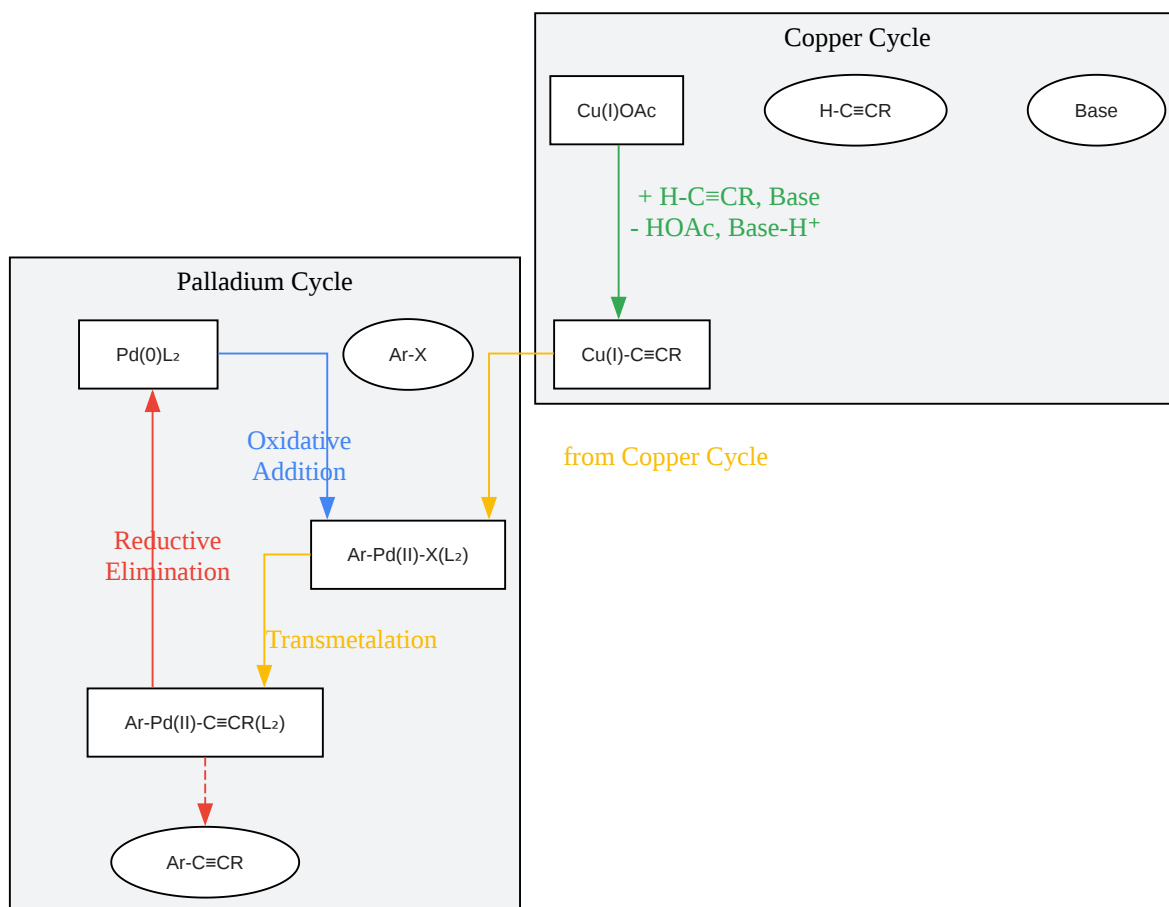 Copper Cycle
Cu(I)OAc
H-C≡CR
Base
+ H-C≡CR, Base
- HOAc, Base-H⁺
Palladium Cycle
Pd(0)L₂
Ar-X
Cu(I)-C≡CR
Oxidative
Addition
from Copper Cycle
Reductive
Elimination
Ar-Pd(II)-X(L₂)
Transmetalation
Ar-Pd(II)-C≡CR(L₂)
Ar-C≡CR